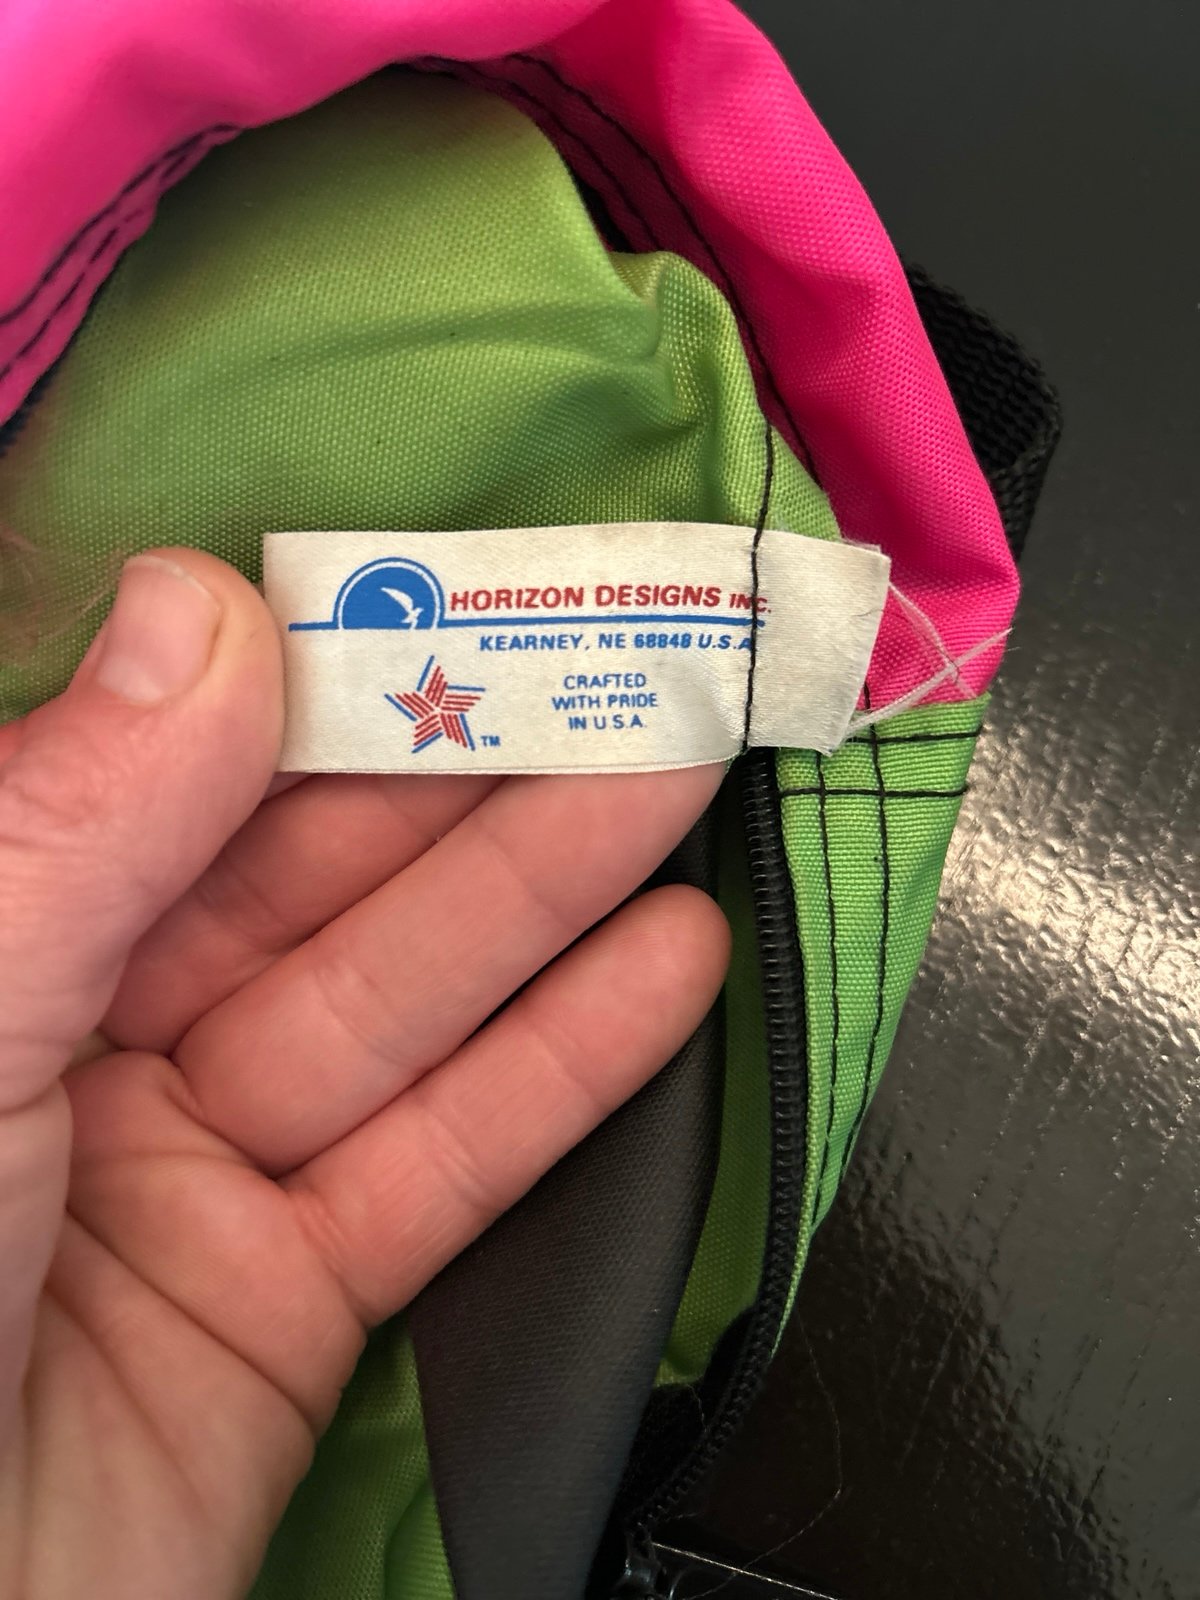 HORIZON DESIGNS INC.
KEARNEY, NE 68848 U.S.A
CRAFTED
WITH PRIDE
IN U.S.A.
TM